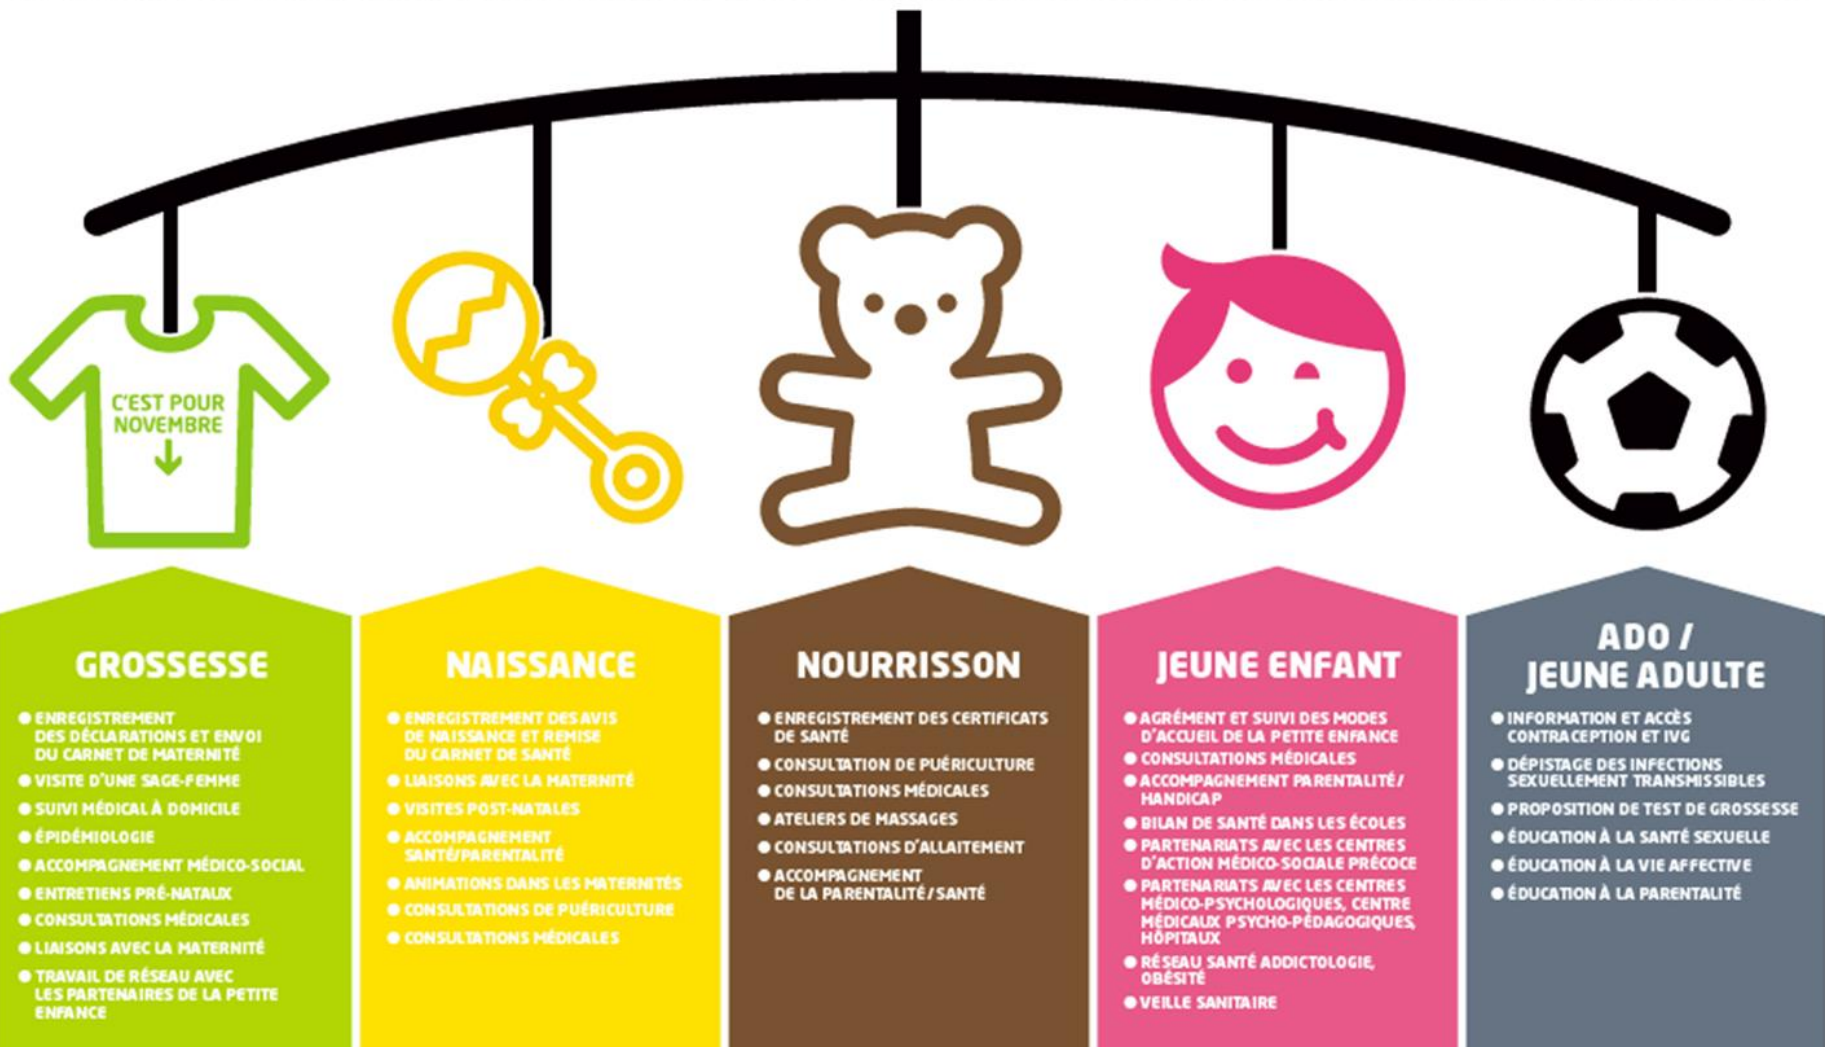 C'EST POUR
NOVEMBRE
GROSSESSE
● ENREGISTREMENT
DES DÉCLARATIONS ET ENVOI
DU CARNET DE MATERNITÉ
● VISITE D'UNE SAGE-FEMME
● SUIVI MÉDICAL À DOMICILE
● ÉPIDÉMIOLOGIE
● ACCOMPAGNEMENT MÉDICO-SOCIAL
● ENTRETIENS PRÉ-NATAUX
● CONSULTATIONS MÉDICALES
● LIAISONS AVEC LA MATERNITÉ
● TRAVAIL DE RÉSEAU AVEC
LES PARTENAIRES DE LA PETITE
ENFANCE
NAISSANCE
● ENREGISTREMENT DES AVIS
DE NAISSANCE ET REMISE
DU CARNET DE SANTÉ
● LIAISONS AVEC LA MATERNITÉ
● VISITES POST-NATALES
● ACCOMPAGNEMENT
SANTÉ/PARENTALITÉ
● ANIMATIONS DANS LES MATERNITÉS
● CONSULTATIONS DE PUÉRICULTURE
● CONSULTATIONS MÉDICALES
NOURRISSON
● ENREGISTREMENT DES CERTIFICATS
DE SANTÉ
● CONSULTATION DE PUÉRICULTURE
● CONSULTATIONS MÉDICALES
● ATELIERS DE MASSAGES
● CONSULTATIONS D'ALLAITEMENT
● ACCOMPAGNEMENT
DE LA PARENTALITÉ/SANTÉ
JEUNE ENFANT
● AGRÉMENT ET SUIVI DES MODES
D'ACCUEIL DE LA PETITE ENFANCE
● CONSULTATIONS MÉDICALES
● ACCOMPAGNEMENT PARENTALITÉ/
HANDICAP
● BILAN DE SANTÉ DANS LES ÉCOLES
● PARTENARIATS AVEC LES CENTRES
D'ACTION MÉDICO-SOCIALE PRÉCOCE
● PARTENARIATS AVEC LES CENTRES
MÉDICO-PSYCHOLOGIQUES, CENTRE
MÉDICAUX PSYCHO-PÉDAGOGIQUES,
HÔPITAUX
● RÉSEAU SANTÉ ADDICTOLOGIE,
OBÉSITÉ
● VEILLE SANITAIRE
ADO /
JEUNE ADULTE
● INFORMATION ET ACCÈS
CONTRACEPTION ET IVG
● DÉPISTAGE DES INFECTIONS
SEXUELLEMENT TRANSMISSIBLES
● PROPOSITION DE TEST DE GROSSESSE
● ÉDUCATION À LA SANTÉ SEXUELLE
● ÉDUCATION À LA VIE AFFECTIVE
● ÉDUCATION À LA PARENTALITÉ